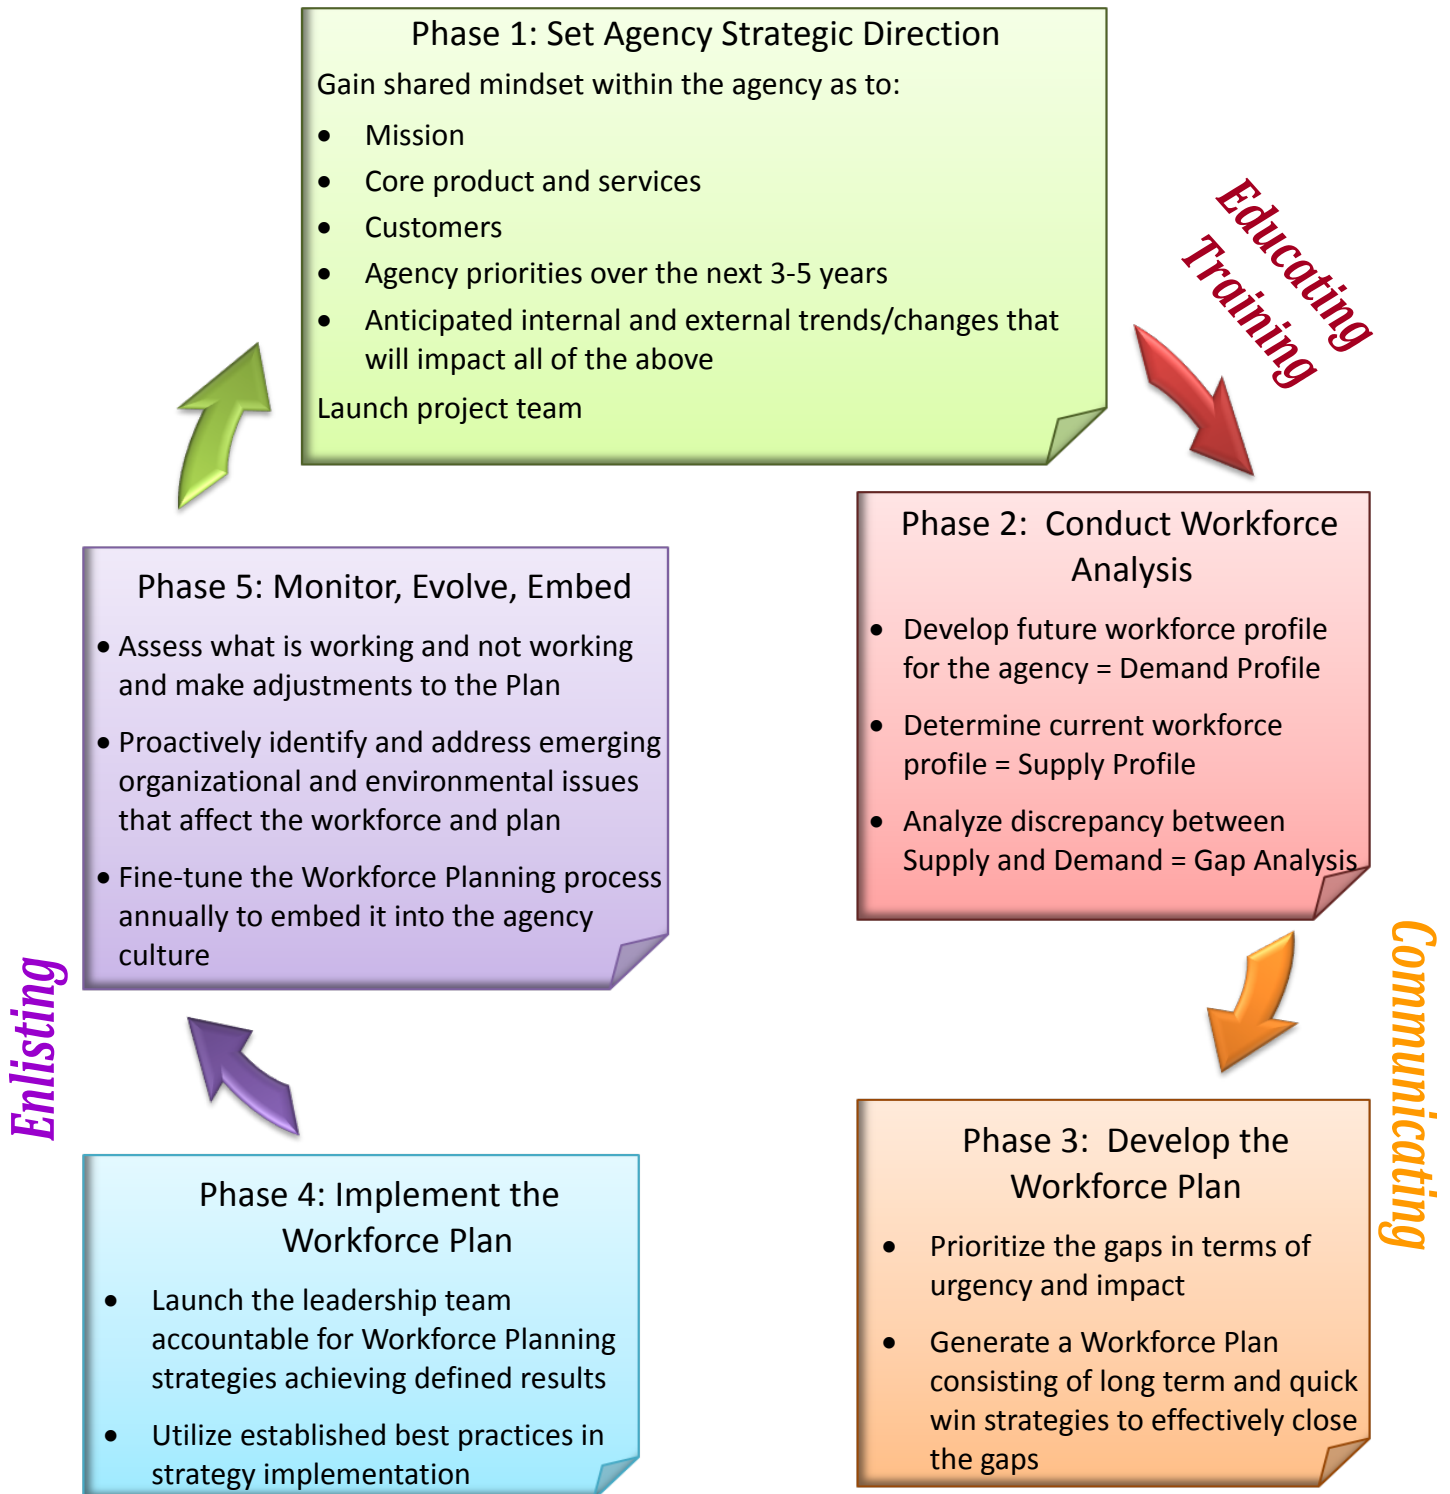 Phase 1: Set Agency Strategic Direction
Gain shared mindset within the agency as to:
• Mission
• Core product and services
• Customers
• Agency priorities over the next 3-5 years
• Anticipated internal and external trends/changes that
will impact all of the above
Launch project team
Educating
Training
Phase 2:  Conduct Workforce
Analysis
• Develop future workforce profile
for the agency = Demand Profile
• Determine current workforce
profile = Supply Profile
• Analyze discrepancy between
Supply and Demand = Gap Analysis
Communicating
Phase 3:  Develop the
Workforce Plan
• Prioritize the gaps in terms of
urgency and impact
• Generate a Workforce Plan
consisting of long term and quick
win strategies to effectively close
the gaps
Phase 4: Implement the
Workforce Plan
• Launch the leadership team
accountable for Workforce Planning
strategies achieving defined results
• Utilize established best practices in
strategy implementation
Enlisting
Phase 5: Monitor, Evolve, Embed
• Assess what is working and not working
and make adjustments to the Plan
• Proactively identify and address emerging
organizational and environmental issues
that affect the workforce and plan
• Fine-tune the Workforce Planning process
annually to embed it into the agency
culture